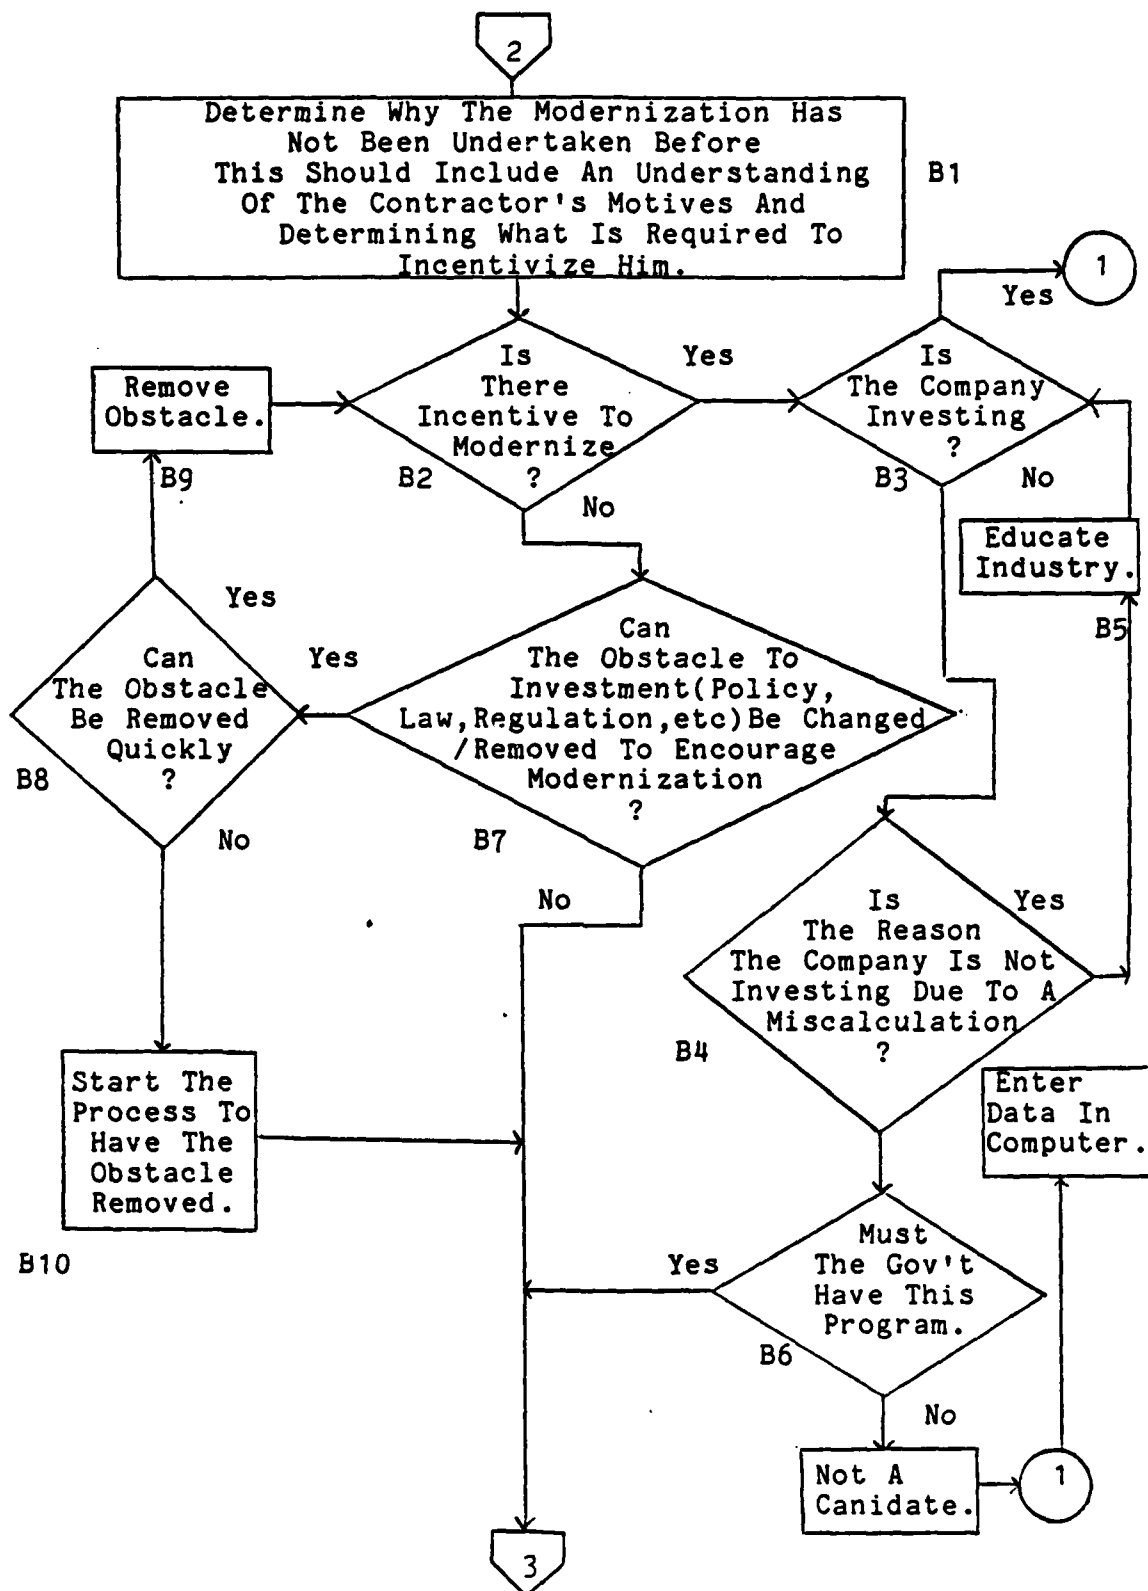 2
Determine Why The Modernization Has
Not Been Undertaken Before
This Should Include An Understanding
Of The Contractor's Motives And
Determining What Is Required To
Incentivize Him.
B1
1
Yes
Is
There
Incentive To
Modernize
?
B2
Yes
No
Is
The Company
Investing
?
B3
No
Remove
Obstacle.
B9
Educate
Industry.
B5
Can
The Obstacle
Be Removed
Quickly
?
B8
Yes
No
Can
The Obstacle To
Investment(Policy,
Law,Regulation,etc)Be Changed
/Removed To Encourage
Modernization
?
B7
Yes
No
Is
The Reason
The Company Is Not
Investing Due To A
Miscalculation
?
B4
Yes
Start The
Process To
Have The
Obstacle
Removed.
B10
Enter
Data In
Computer.
Must
The Gov't
Have This
Program.
B6
Yes
No
Not A
Canidate.
1
3